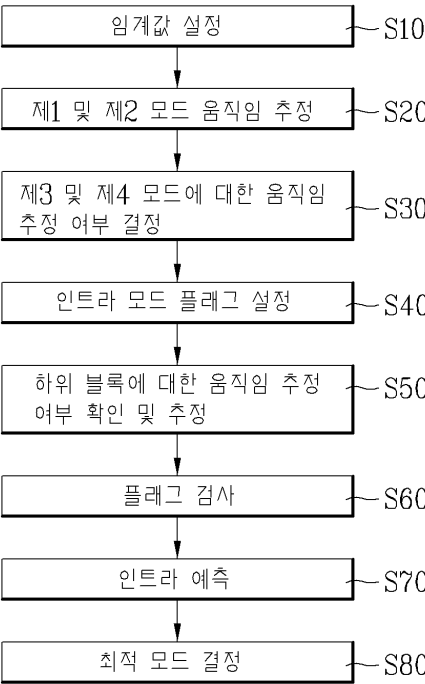 임계값 설정
S10
제1 및 제2 모드 움직임 추정
S20
제3 및 제4 모드에 대한 움직임
추정 여부 결정
S30
인트라 모드 플래그 설정
S40
하위 블록에 대한 움직임 추정
여부 확인 및 추정
S50
플래그 검사
S60
인트라 예측
S70
최적 모드 결정
S80